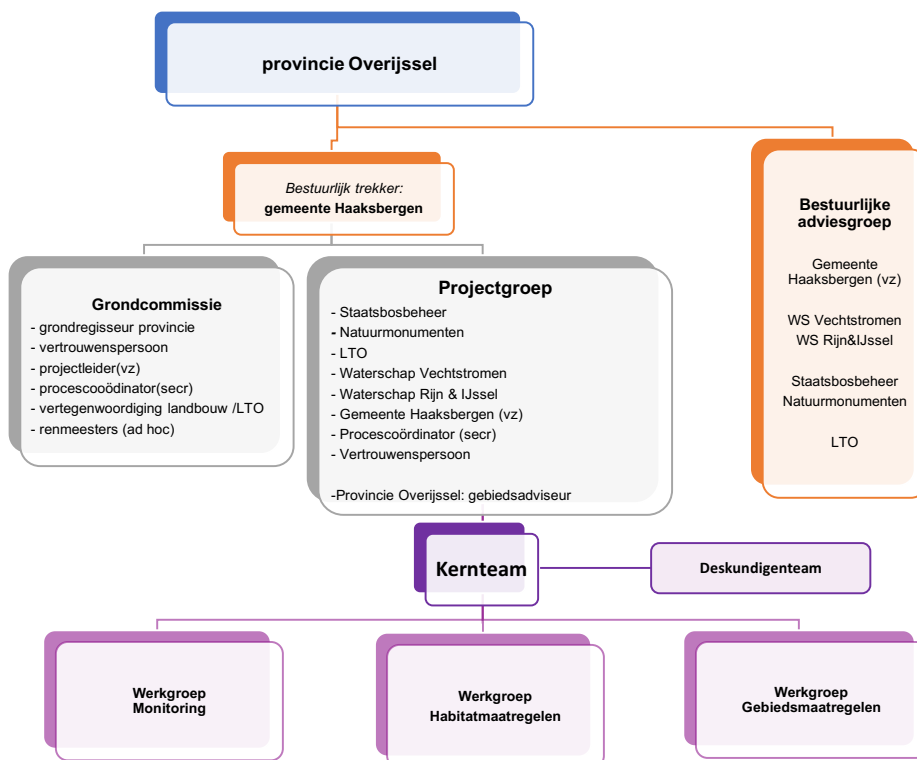 provincie Overijssel
Bestuurlijk trekker:
gemeente Haaksbergen
Bestuurlijke
adviesgroep
Gemeente
Haaksbergen (vz)
WS Vechtstromen
WS Rijn&IJssel
Staatsbosbeheer
Natuurmonumenten
LTO
Grondcommissie
- grondregisseur provincie
- vertrouwenspersoon
- projectleider(vz)
- procescooödinator(secr)
- vertegenwoordiging landbouw /LTO
- renmeesters (ad hoc)
Projectgroep
- Staatsbosbeheer
- Natuurmonumenten
- LTO
- Waterschap Vechtstromen
- Waterschap Rijn & IJssel
- Gemeente Haaksbergen (vz)
- Procescoördinator (secr)
- Vertrouwenspersoon
-Provincie Overijssel: gebiedsadviseur
Kernteam
Deskundigenteam
Werkgroep
Monitoring
Werkgroep
Habitatmaatregelen
Werkgroep
Gebiedsmaatregelen